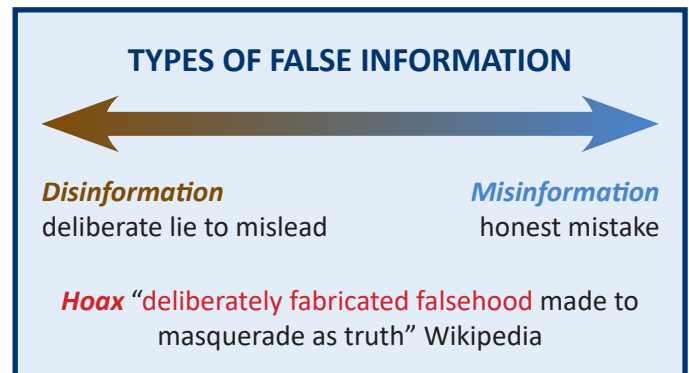 TYPES OF FALSE INFORMATION
Disinformation
deliberate lie to mislead
Misinformation
honest mistake
Hoax “deliberately fabricated falsehood made to
masquerade as truth” Wikipedia